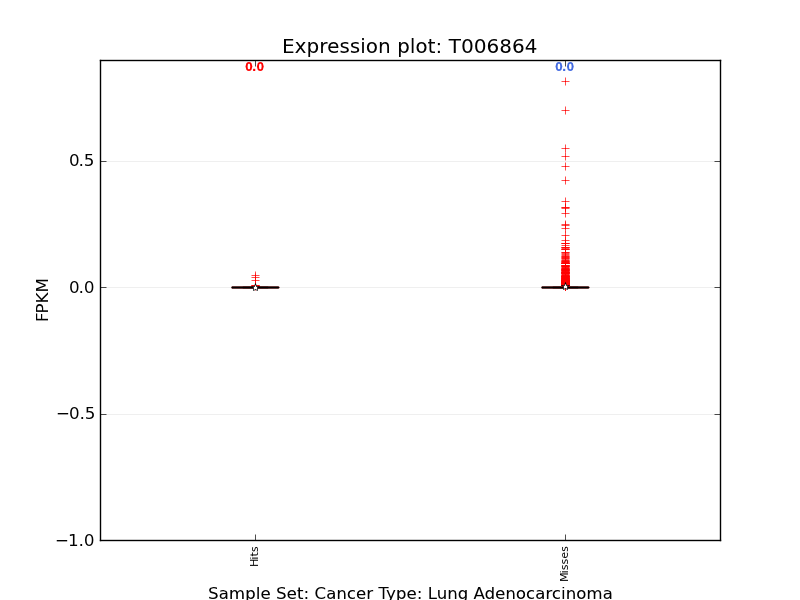 Expression plot: T006864
0.0 0.0
0.5
0.0
−0.5
−1.0
FPKM
Hits
Misses
Sample Set: Cancer Type: Lung Adenocarcinoma